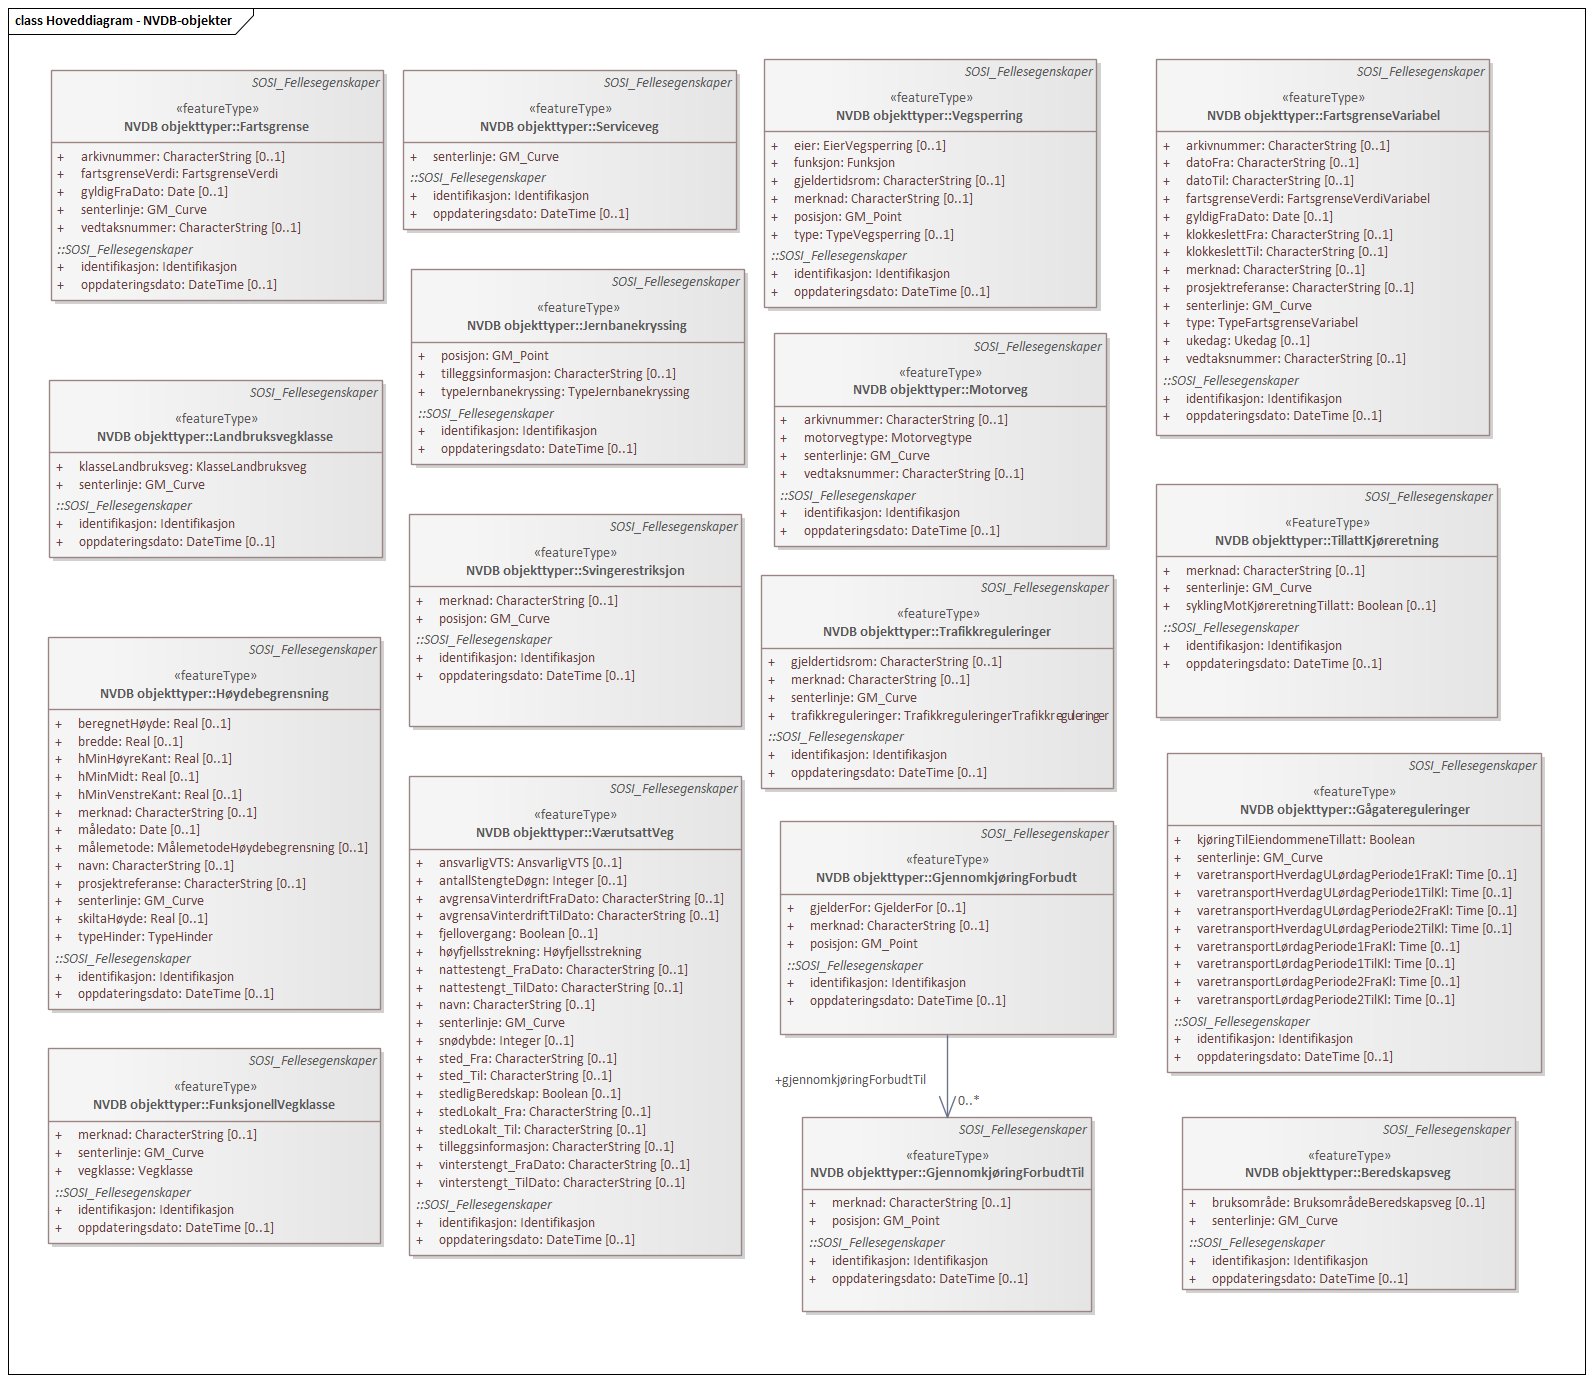 class Hoveddiagram - NVDB-objekter
SOSI_Fellesegenskaper
«featureType»
NVDB objekttyper::Fartsgrense
+ arkivnummer: CharacterString [0..1]
+ fartsgrenseVerdi: FartsgrenseVerdi
+ gyldigFraDato: Date [0..1]
+ senterlinje: GM_Curve
+ vedtaksnummer: CharacterString [0..1]
::SOSI_Fellesegenskaper
+ identifikasjon: Identifikasjon
+ oppdateringsdato: DateTime [0..1]
SOSI_Fellesegenskaper
«featureType»
NVDB objekttyper::Landbruksvegklasse
+ klasseLandbruksveg: KlasseLandbruksveg
+ senterlinje: GM_Curve
::SOSI_Fellesegenskaper
+ identifikasjon: Identifikasjon
+ oppdateringsdato: DateTime [0..1]
SOSI_Fellesegenskaper
«featureType»
NVDB objekttyper::Høydebegrensning
+ beregnetHøyde: Real [0..1]
+ bredde: Real [0..1]
+ hMinHøyreKant: Real [0..1]
+ hMinMidt: Real [0..1]
+ hMinVenstreKant: Real [0..1]
+ merknad: CharacterString [0..1]
+ måledato: Date [0..1]
+ målemetode: MålemetodeHøydebegrensning [0..1]
+ navn: CharacterString [0..1]
+ prosjektreferanse: CharacterString [0..1]
+ senterlinje: GM_Curve
+ skiltaHøyde: Real [0..1]
+ typeHinder: TypeHinder
::SOSI_Fellesegenskaper
+ identifikasjon: Identifikasjon
+ oppdateringsdato: DateTime [0..1]
SOSI_Fellesegenskaper
«featureType»
NVDB objekttyper::FunksjonellVegklasse
+ merknad: CharacterString [0..1]
+ senterlinje: GM_Curve
+ vegklasse: Vegklasse
::SOSI_Fellesegenskaper
+ identifikasjon: Identifikasjon
+ oppdateringsdato: DateTime [0..1]
SOSI_Fellesegenskaper
«featureType»
NVDB objekttyper::Serviceveg
+ senterlinje: GM_Curve
::SOSI_Fellesegenskaper
+ identifikasjon: Identifikasjon
+ oppdateringsdato: DateTime [0..1]
SOSI_Fellesegenskaper
«featureType»
NVDB objekttyper::Jernbanekryssing
+ posisjon: GM_Point
+ tilleggsinformasjon: CharacterString [0..1]
+ typeJernbanekryssing: TypeJernbanekryssing
::SOSI_Fellesegenskaper
+ identifikasjon: Identifikasjon
+ oppdateringsdato: DateTime [0..1]
SOSI_Fellesegenskaper
«featureType»
NVDB objekttyper::Svingerestriksjon
+ merknad: CharacterString [0..1]
+ posisjon: GM_Curve
::SOSI_Fellesegenskaper
+ identifikasjon: Identifikasjon
+ oppdateringsdato: DateTime [0..1]
SOSI_Fellesegenskaper
«featureType»
NVDB objekttyper::VærutsattVeg
+ ansvarligVTS: AnsvarligVTS [0..1]
+ antallStengteDøgn: Integer [0..1]
+ avgrensaVinterdriftFraDato: CharacterString [0..1]
+ avgrensaVinterdriftTilDato: CharacterString [0..1]
+ fjellovergang: Boolean [0..1]
+ høyfjellsstrekning: Høyfjellsstrekning
+ nattestengt_FraDato: CharacterString [0..1]
+ nattestengt_TilDato: CharacterString [0..1]
+ navn: CharacterString [0..1]
+ senterlinje: GM_Curve
+ snødybde: Integer [0..1]
+ sted_Fra: CharacterString [0..1]
+ sted_Til: CharacterString [0..1]
+ stedligBeredskap: Boolean [0..1]
+ stedLokalt_Fra: CharacterString [0..1]
+ stedLokalt_Til: CharacterString [0..1]
+ tilleggsinformasjon: CharacterString [0..1]
+ vinterstengt_FraDato: CharacterString [0..1]
+ vinterstengt_TilDato: CharacterString [0..1]
::SOSI_Fellesegenskaper
+ identifikasjon: Identifikasjon
+ oppdateringsdato: DateTime [0..1]
SOSI_Fellesegenskaper
«featureType»
NVDB objekttyper::Vegsperring
+ eier: EierVegsperring [0..1]
+ funksjon: Funksjon
+ gjeldertidsrom: CharacterString [0..1]
+ merknad: CharacterString [0..1]
+ posisjon: GM_Point
+ type: TypeVegsperring [0..1]
::SOSI_Fellesegenskaper
+ identifikasjon: Identifikasjon
+ oppdateringsdato: DateTime [0..1]
SOSI_Fellesegenskaper
«featureType»
NVDB objekttyper::Motorveg
+ arkivnummer: CharacterString [0..1]
+ motorvegtype: Motorvegtype
+ senterlinje: GM_Curve
+ vedtaksnummer: CharacterString [0..1]
::SOSI_Fellesegenskaper
+ identifikasjon: Identifikasjon
+ oppdateringsdato: DateTime [0..1]
SOSI_Fellesegenskaper
«featureType»
NVDB objekttyper::Trafikkreguleringer
+ gjeldertidsrom: CharacterString [0..1]
+ merknad: CharacterString [0..1]
+ senterlinje: GM_Curve
+ trafikkreguleringer: TrafikkreguleringerTrafikkreguleringer
::SOSI_Fellesegenskaper
+ identifikasjon: Identifikasjon
+ oppdateringsdato: DateTime [0..1]
SOSI_Fellesegenskaper
«featureType»
NVDB objekttyper::GjennomkjøringForbudt
+ gjelderFor: GjelderFor [0..1]
+ merknad: CharacterString [0..1]
+ posisjon: GM_Point
::SOSI_Fellesegenskaper
+ identifikasjon: Identifikasjon
+ oppdateringsdato: DateTime [0..1]
+gjennomkjøringForbudtTil
0..*
SOSI_Fellesegenskaper
«featureType»
NVDB objekttyper::GjennomkjøringForbudtTil
+ merknad: CharacterString [0..1]
+ posisjon: GM_Point
::SOSI_Fellesegenskaper
+ identifikasjon: Identifikasjon
+ oppdateringsdato: DateTime [0..1]
SOSI_Fellesegenskaper
«featureType»
NVDB objekttyper::FartsgrenseVariabel
+ arkivnummer: CharacterString [0..1]
+ datoFra: CharacterString [0..1]
+ datoTil: CharacterString [0..1]
+ fartsgrenseVerdi: FartsgrenseVerdiVariabel
+ gyldigFraDato: Date [0..1]
+ klokkeslettFra: CharacterString [0..1]
+ klokkeslettTil: CharacterString [0..1]
+ merknad: CharacterString [0..1]
+ prosjektreferanse: CharacterString [0..1]
+ senterlinje: GM_Curve
+ type: TypeFartsgrenseVariabel
+ ukedag: Ukedag [0..1]
+ vedtaksnummer: CharacterString [0..1]
::SOSI_Fellesegenskaper
+ identifikasjon: Identifikasjon
+ oppdateringsdato: DateTime [0..1]
SOSI_Fellesegenskaper
«FeatureType»
NVDB objekttyper::TillattKjøreretning
+ merknad: CharacterString [0..1]
+ senterlinje: GM_Curve
+ syklingMotKjøreretningTillatt: Boolean [0..1]
::SOSI_Fellesegenskaper
+ identifikasjon: Identifikasjon
+ oppdateringsdato: DateTime [0..1]
SOSI_Fellesegenskaper
«featureType»
NVDB objekttyper::Gågatereguleringer
+ kjøringTilEiendommeneTillatt: Boolean
+ senterlinje: GM_Curve
+ varetransportHverdagULørdagPeriode1FraKl: Time [0..1]
+ varetransportHverdagULørdagPeriode1TilKl: Time [0..1]
+ varetransportHverdagULørdagPeriode2FraKl: Time [0..1]
+ varetransportHverdagULørdagPeriode2TilKl: Time [0..1]
+ varetransportLørdagPeriode1FraKl: Time [0..1]
+ varetransportLørdagPeriode1TilKl: Time [0..1]
+ varetransportLørdagPeriode2FraKl: Time [0..1]
+ varetransportLørdagPeriode2TilKl: Time [0..1]
::SOSI_Fellesegenskaper
+ identifikasjon: Identifikasjon
+ oppdateringsdato: DateTime [0..1]
SOSI_Fellesegenskaper
«featureType»
NVDB objekttyper::Beredskapsveg
+ bruksområde: BruksområdeBeredskapsveg [0..1]
+ senterlinje: GM_Curve
::SOSI_Fellesegenskaper
+ identifikasjon: Identifikasjon
+ oppdateringsdato: DateTime [0..1]